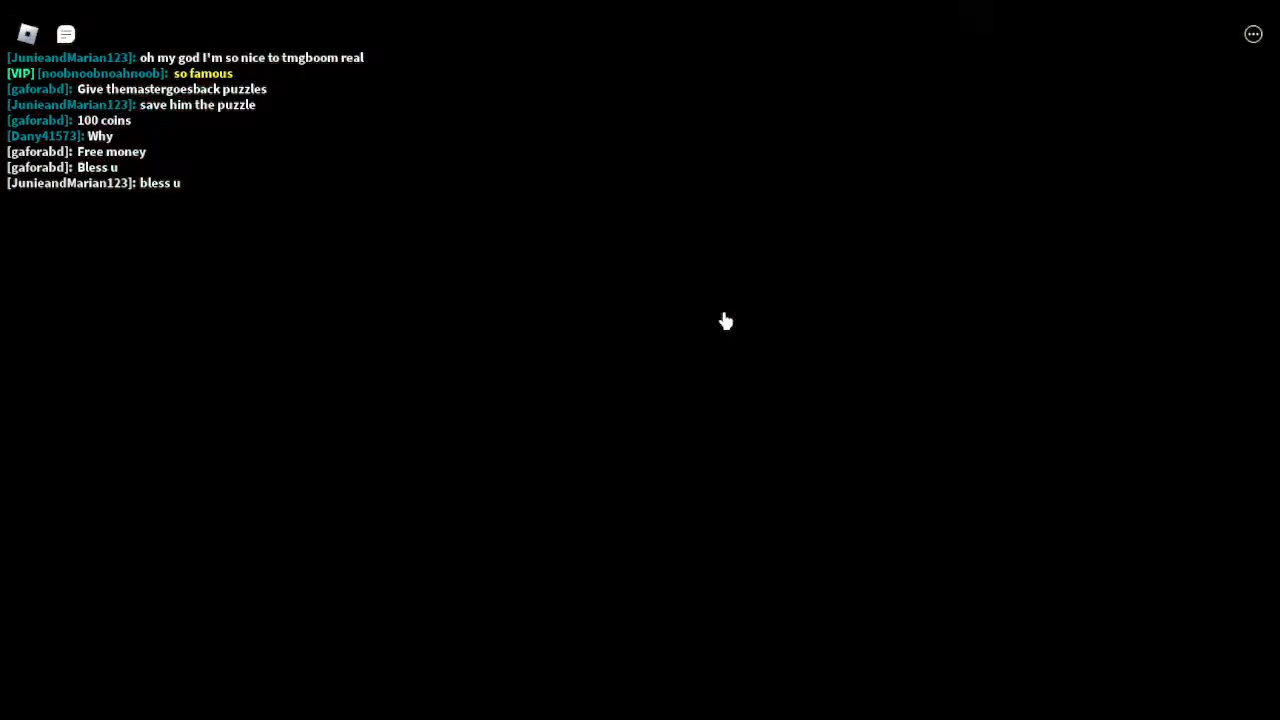 [JunieandMarian123]: oh my god I'm so nice to tmgboom real
[VIP] [noobnoobnoahnoob]: so famous
[gaforabd]: Give themastergoesback puzzles
[JunieandMarian123]: save him the puzzle
[gaforabd]: 100 coins
[Dany41573]: Why
[gaforabd]: Free money
[gaforabd]: Bless u
[JunieandMarian123]: bless u